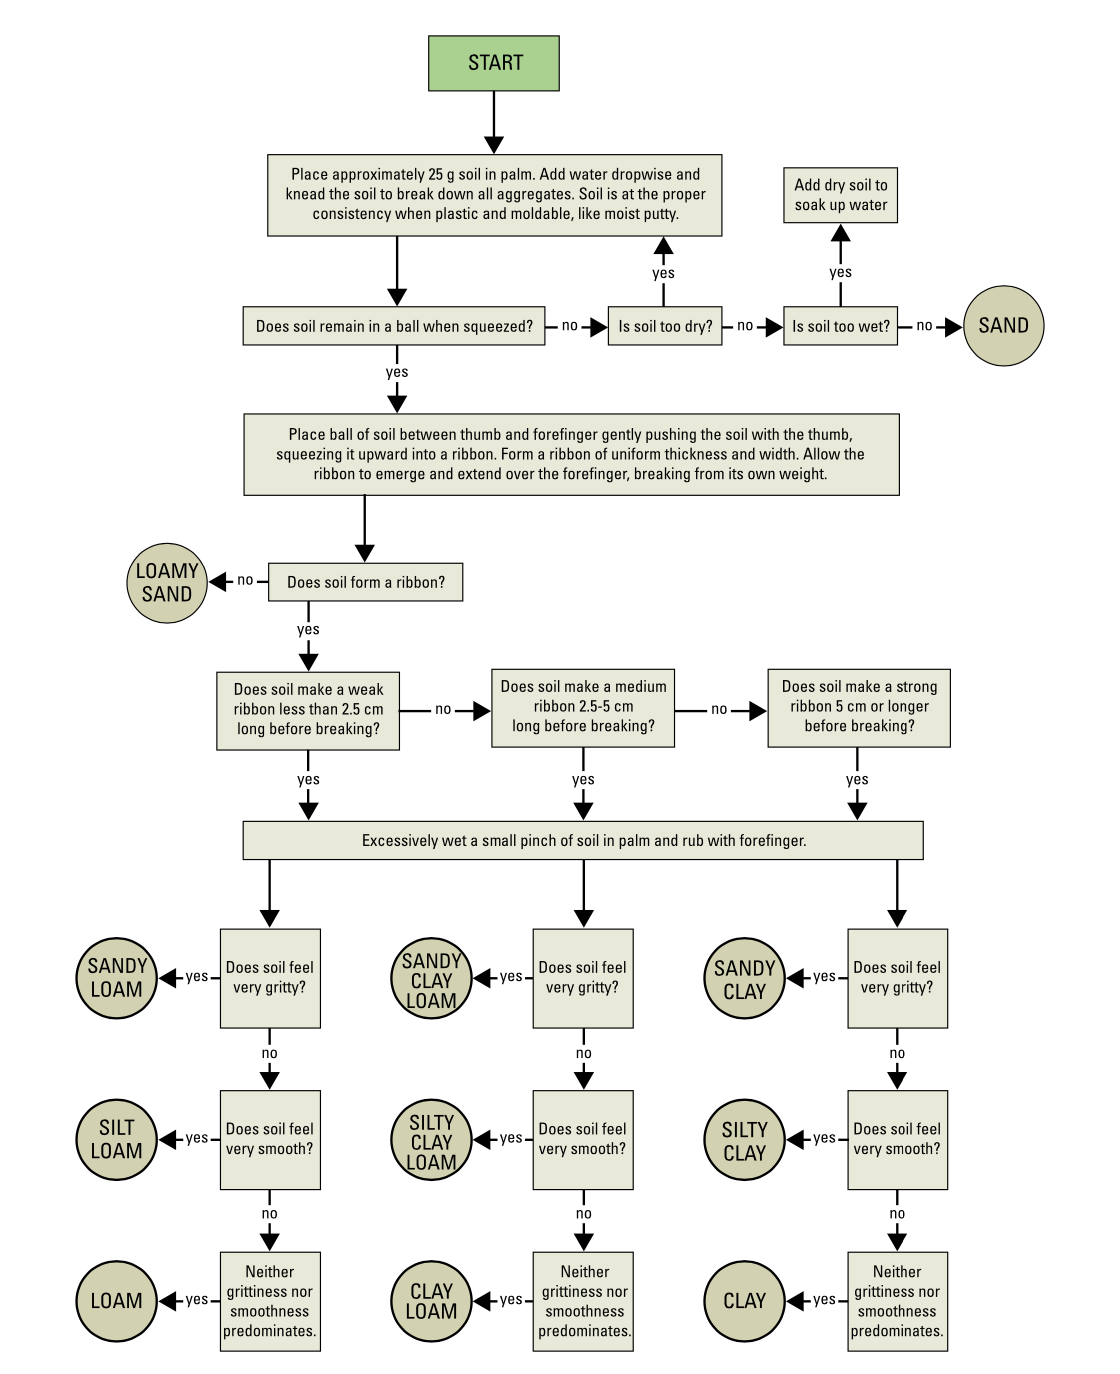 START
Place approximately 25 g soil in palm. Add water dropwise and
knead the soil to break down all aggregates. Soil is at the proper
consistency when plastic and moldable, like moist putty.
Add dry soil to
soak up water
yes
yes
Does soil remain in a ball when squeezed?
no
Is soil too dry?
no
Is soil too wet?
no
SAND
yes
Place ball of soil between thumb and forefinger gently pushing the soil with the thumb,
squeezing it upward into a ribbon. Form a ribbon of uniform thickness and width. Allow the
ribbon to emerge and extend over the forefinger, breaking from its own weight.
LOAMY
SAND
no
Does soil form a ribbon?
yes
Does soil make a weak
ribbon less than 2.5 cm
long before breaking?
no
Does soil make a medium
ribbon 2.5-5 cm
long before breaking?
no
Does soil make a strong
ribbon 5 cm or longer
before breaking?
yes
yes
yes
Excessively wet a small pinch of soil in palm and rub with forefinger.
SANDY
LOAM
yes
Does soil feel
very gritty?
SANDY
CLAY
LOAM
yes
Does soil feel
very gritty?
SANDY
CLAY
yes
Does soil feel
very gritty?
no
no
no
SILT
LOAM
yes
Does soil feel
very smooth?
SILTY
CLAY
LOAM
yes
Does soil feel
very smooth?
SILTY
CLAY
yes
Does soil feel
very smooth?
no
no
no
LOAM
yes
Neither
grittiness nor
smoothness
predominates.
CLAY
LOAM
yes
Neither
grittiness nor
smoothness
predominates.
CLAY
yes
Neither
grittiness nor
smoothness
predominates.